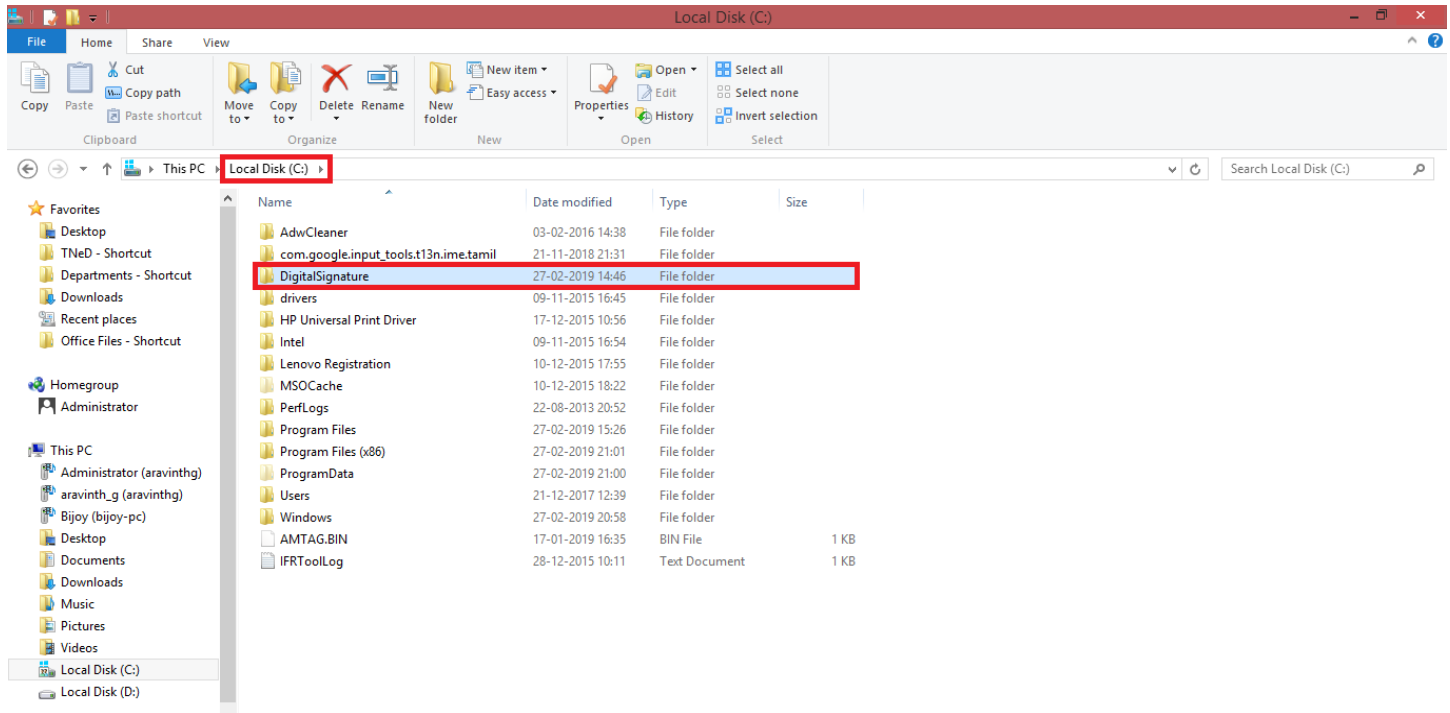 Local Disk (C:)
File Home Share View
Copy Paste Cut Copy path Paste shortcut
Clipboard
Move to Copy to Delete Rename
Organize
New folder New item Easy access
New
Properties Open Edit History
Open
Select all Select none Invert selection
Select
This PC Local Disk (C:) Search Local Disk (C:)
Favorites
Desktop
TNeD - Shortcut
Departments - Shortcut
Downloads
Recent places
Office Files - Shortcut
Homegroup
Administrator
This PC
Administrator (aravinthg)
aravinth_g (aravinthg)
Bijoy (bijoy-pc)
Desktop
Documents
Downloads
Music
Pictures
Videos
Local Disk (C:)
Local Disk (D:)
Name Date modified Type Size
AdwCleaner 03-02-2016 14:38 File folder
com.google.input_tools.t13n.ime.tamil 21-11-2018 21:31 File folder
DigitalSignature 27-02-2019 14:46 File folder
drivers 09-11-2015 16:45 File folder
HP Universal Print Driver 17-12-2015 10:56 File folder
Intel 09-11-2015 16:54 File folder
Lenovo Registration 10-12-2015 17:55 File folder
MSOCache 10-12-2015 18:22 File folder
PerfLogs 22-08-2013 20:52 File folder
Program Files 27-02-2019 15:26 File folder
Program Files (x86) 27-02-2019 21:01 File folder
ProgramData 27-02-2019 21:00 File folder
Users 21-12-2017 12:39 File folder
Windows 27-02-2019 20:58 File folder
AMTAG.BIN 17-01-2019 16:35 BIN File 1 KB
IFRToolLog 28-12-2015 10:11 Text Document 1 KB